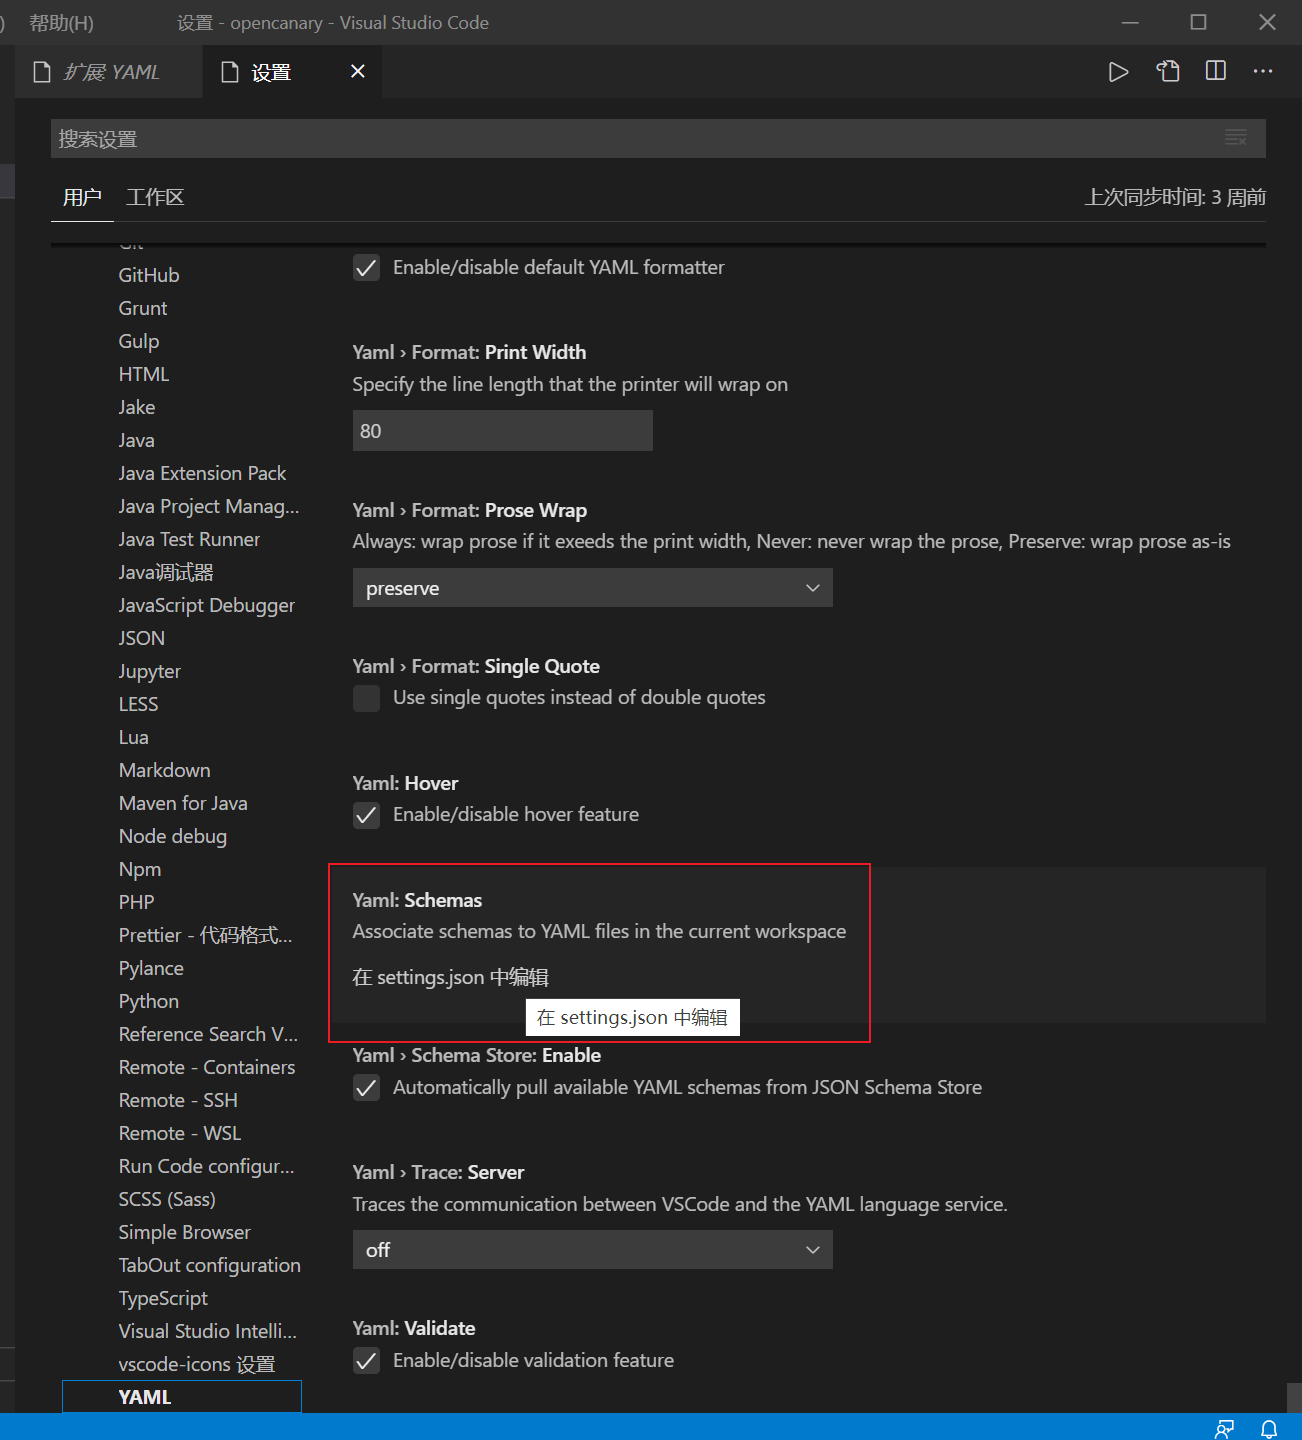 ) 帮助(H) 设置 - opencanary - Visual Studio Code
扩展 YAML 设置
搜索设置
用户 工作区 上次同步时间: 3 周前
Git
GitHub
Grunt
Gulp
HTML
Jake
Java
Java Extension Pack
Java Project Manag...
Java Test Runner
Java调试器
JavaScript Debugger
JSON
Jupyter
LESS
Lua
Markdown
Maven for Java
Node debug
Npm
PHP
Prettier - 代码格式...
Pylance
Python
Reference Search V...
Remote - Containers
Remote - SSH
Remote - WSL
Run Code configur...
SCSS (Sass)
Simple Browser
TabOut configuration
TypeScript
Visual Studio Intelli...
vscode-icons 设置
YAML
Enable/disable default YAML formatter
Yaml › Format: Print Width
Specify the line length that the printer will wrap on
80
Yaml › Format: Prose Wrap
Always: wrap prose if it exeeds the print width, Never: never wrap the prose, Preserve: wrap prose as-is
preserve
Yaml › Format: Single Quote
Use single quotes instead of double quotes
Yaml: Hover
Enable/disable hover feature
Yaml: Schemas
Associate schemas to YAML files in the current workspace
在 settings.json 中编辑
在 settings.json 中编辑
Yaml › Schema Store: Enable
Automatically pull available YAML schemas from JSON Schema Store
Yaml › Trace: Server
Traces the communication between VSCode and the YAML language service.
off
Yaml: Validate
Enable/disable validation feature